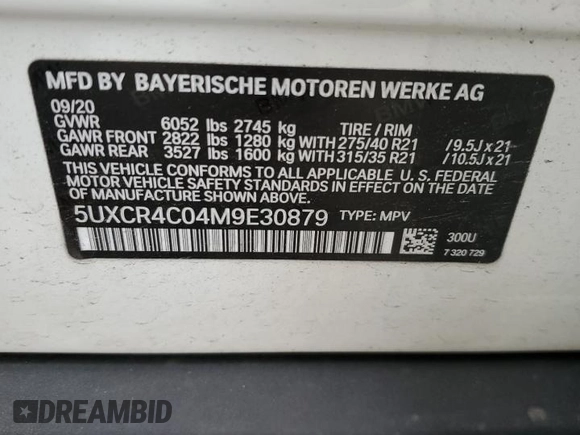 MFD BY BAYERISCHE MOTOREN WERKE AG
09/20
GVWR 6052 lbs 2745 kg TIRE / RIM
GAWR FRONT 2822 lbs 1280 kg WITH 275/40 R21 /9.5J x 21
GAWR REAR 3527 lbs 1600 kg WITH 315/35 R21 /10.5J x 21
THIS VEHICLE CONFORMS TO ALL APPLICABLE U.S. FEDERAL
MOTOR VEHICLE SAFETY STANDARDS IN EFFECT ON THE DATE
OF MANUFACTURE SHOWN ABOVE.
5UXCR4C04M9E30879 TYPE: MPV
300U
7 320 729
DREAMBID